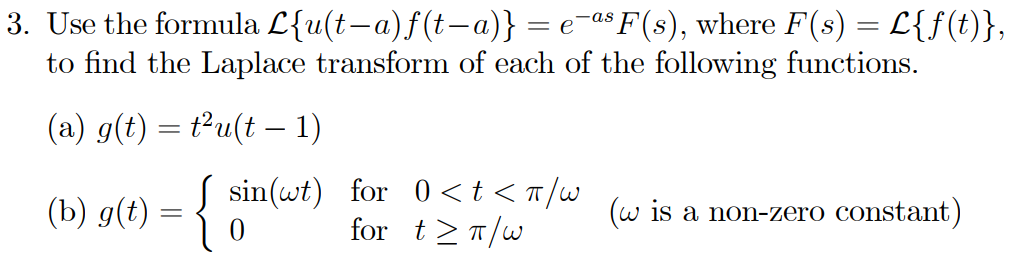 3. Use the formula ℒ{u(t−a)f(t−a)} = e^{−as}F(s), where F(s) = ℒ{f(t)},
to find the Laplace transform of each of the following functions.
(a) g(t) = t²u(t − 1)
(b) g(t) = { sin(ωt) for 0 < t < π/ω
0 for t ≥ π/ω (ω is a non-zero constant)